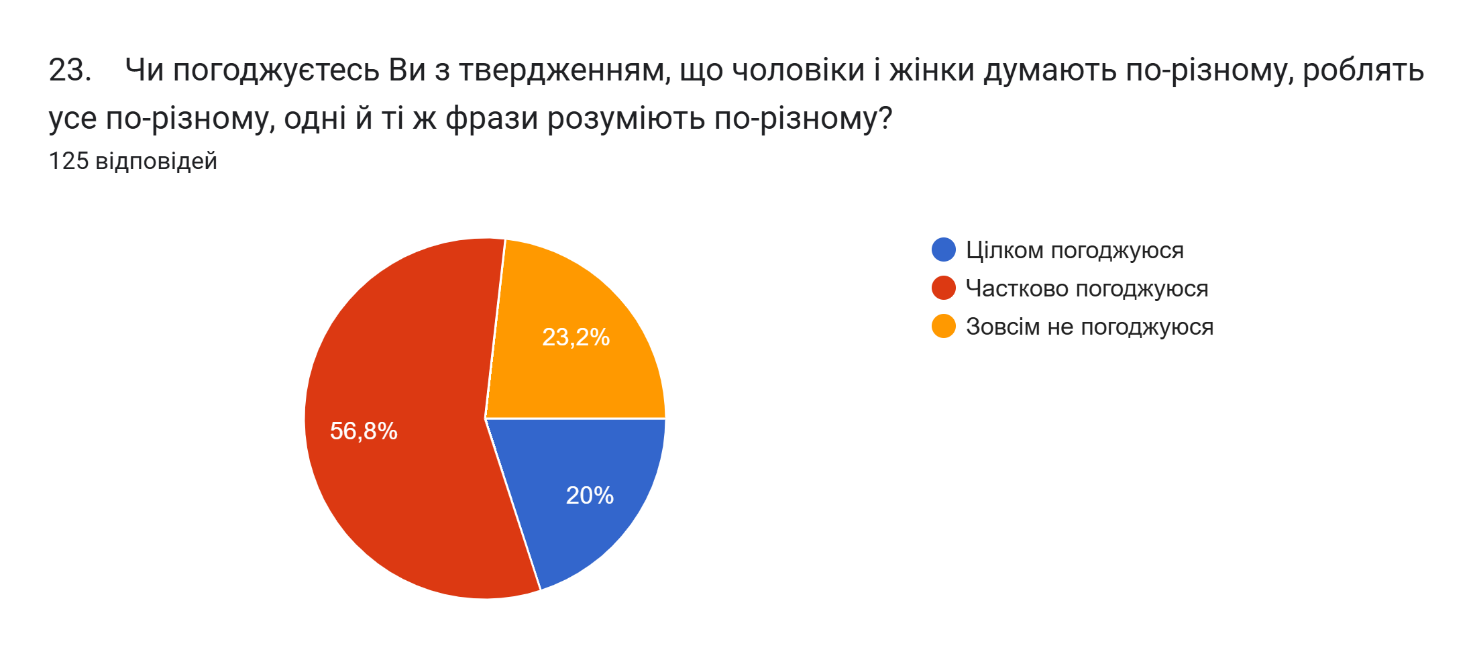 23. Чи погоджуєтесь Ви з твердженням, що чоловіки і жінки думають по-різному, роблять
усе по-різному, одні й ті ж фрази розуміють по-різному?
125 відповідей
Цілком погоджуюся
Частково погоджуюся
Зовсім не погоджуюся
23,2%
56,8%
20%